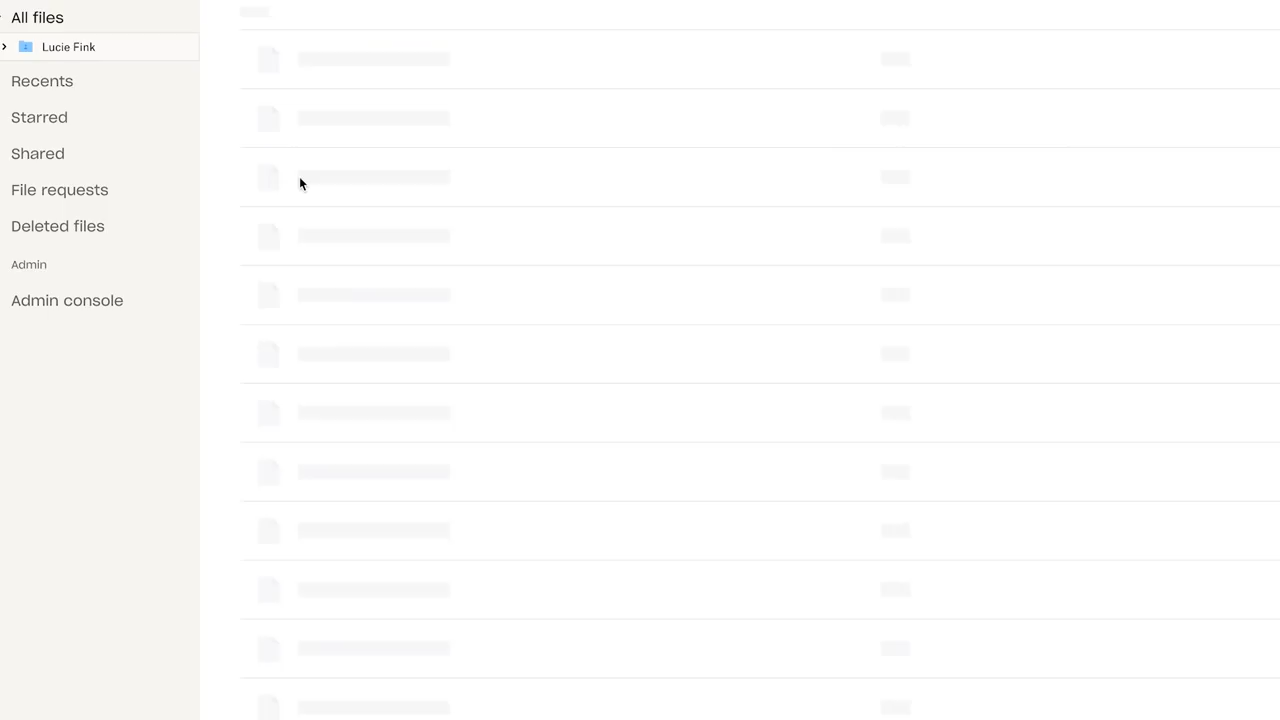 All files
Lucie Fink
Recents
Starred
Shared
File requests
Deleted files
Admin
Admin console